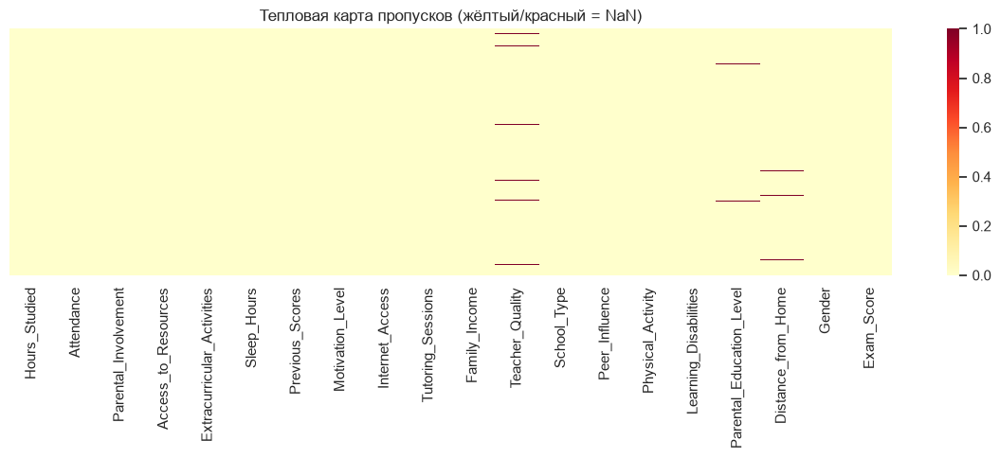 Тепловая карта пропусков (жёлтый/красный = NaN)
1.0
0.8
0.6
0.4
0.2
0.0
Hours_Studied
Attendance
Parental_Involvement
Access_to_Resources
Extracurricular_Activities
Sleep_Hours
Previous_Scores
Motivation_Level
Internet_Access
Tutoring_Sessions
Family_Income
Teacher_Quality
School_Type
Peer_Influence
Physical_Activity
Learning_Disabilities
Parental_Education_Level
Distance_from_Home
Gender
Exam_Score